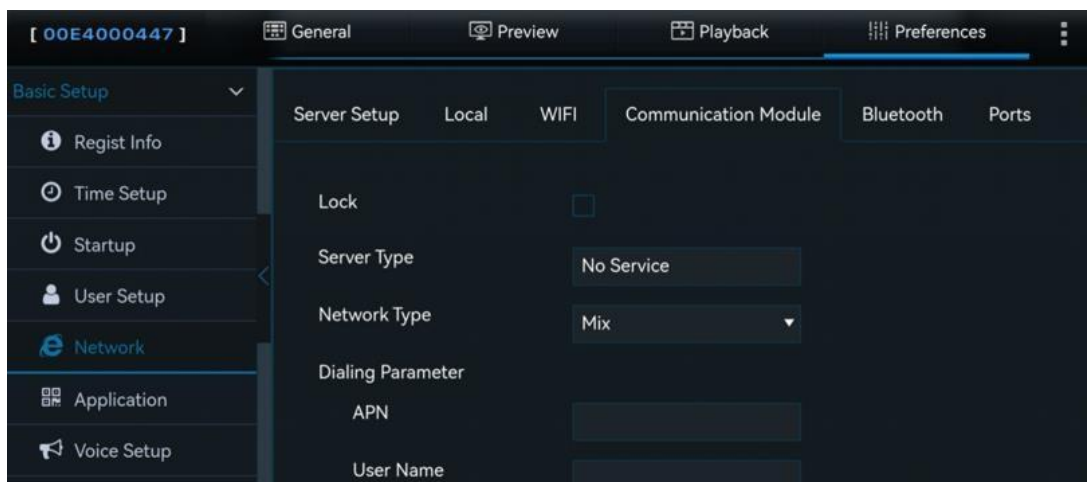 [ 00E4000447 ]
General
Preview
Playback
Preferences
Basic Setup
Regist Info
Time Setup
Startup
User Setup
Network
Application
Voice Setup
Server Setup
Local
WIFI
Communication Module
Bluetooth
Ports
Lock
Server Type
No Service
Network Type
Mix
Dialing Parameter
APN
User Name